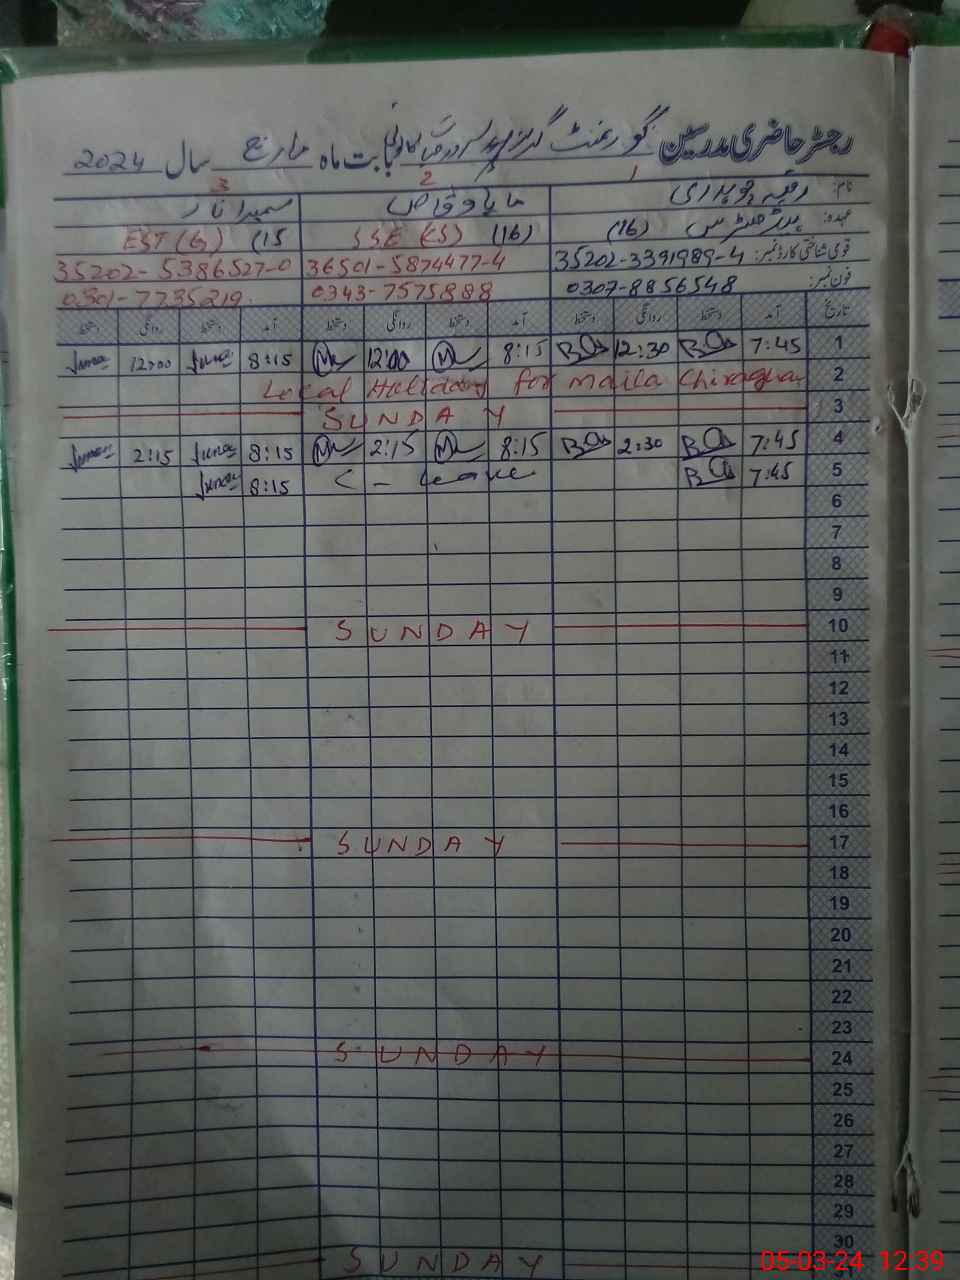 رجسٹر حاضری مدرسین گورنمنٹ گرلز بابت ماہ مارچ سال 2024
1 2 3
نام:
عہدہ: ہیڈ مسٹریس (16) SSE (CS) (16) EST (G) (15
قومی شناختی کارڈ نمبر: 35202-3391989-4 36501-5874477-4 35202-5386527-0
فون نمبر: 0307-8856548 0343-7575888 0301-7735219
تاریخ آمد دستخط روانگی دستخط آمد دستخط روانگی دستخط آمد دستخط روانگی دستخط
1 7:45 12:30 8:15 12:00 8:15 12:00
2 Local Holiday for maila Chiraghan
3 SUNDAY
4 7:45 2:30 8:15 2:15 8:15 2:15
5 7:45 C - leave 8:15
6
7
8
9
10 SUNDAY
11
12
13
14
15
16
17 SUNDAY
18
19
20
21
22
23
24 SUNDAY
25
26
27
28
29
30
SUNDAY
05-03-24 12:39